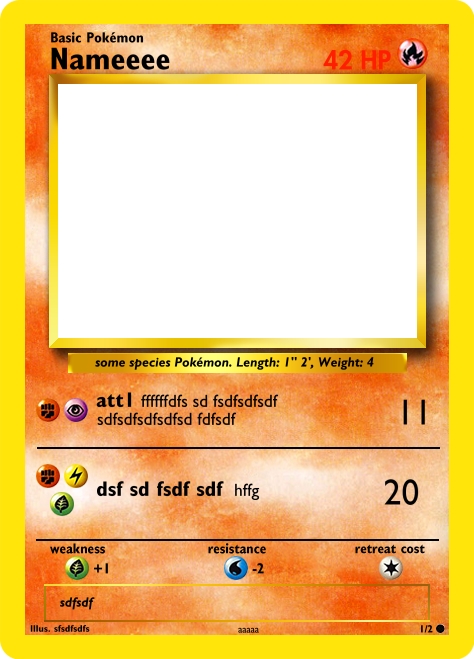 Basic Pokémon
Nameeee
42 HP
some species Pokémon. Length: 1" 2', Weight: 4
att1 ffffffdfs sd fsdfsdfsdf
sdfsdfsdfsdfsd fdfsdf
11
dsf sd fsdf sdf hffg
20
weakness resistance retreat cost
+1 -2
sdfsdf
Illus. sfsdfsdfs aaaaa 1/2